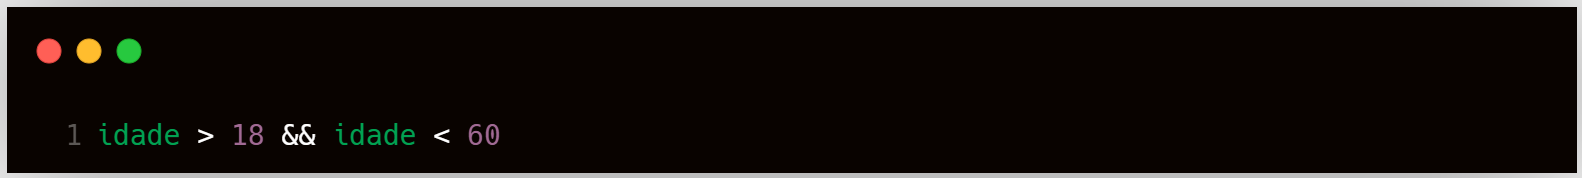 1 idade > 18 && idade < 60